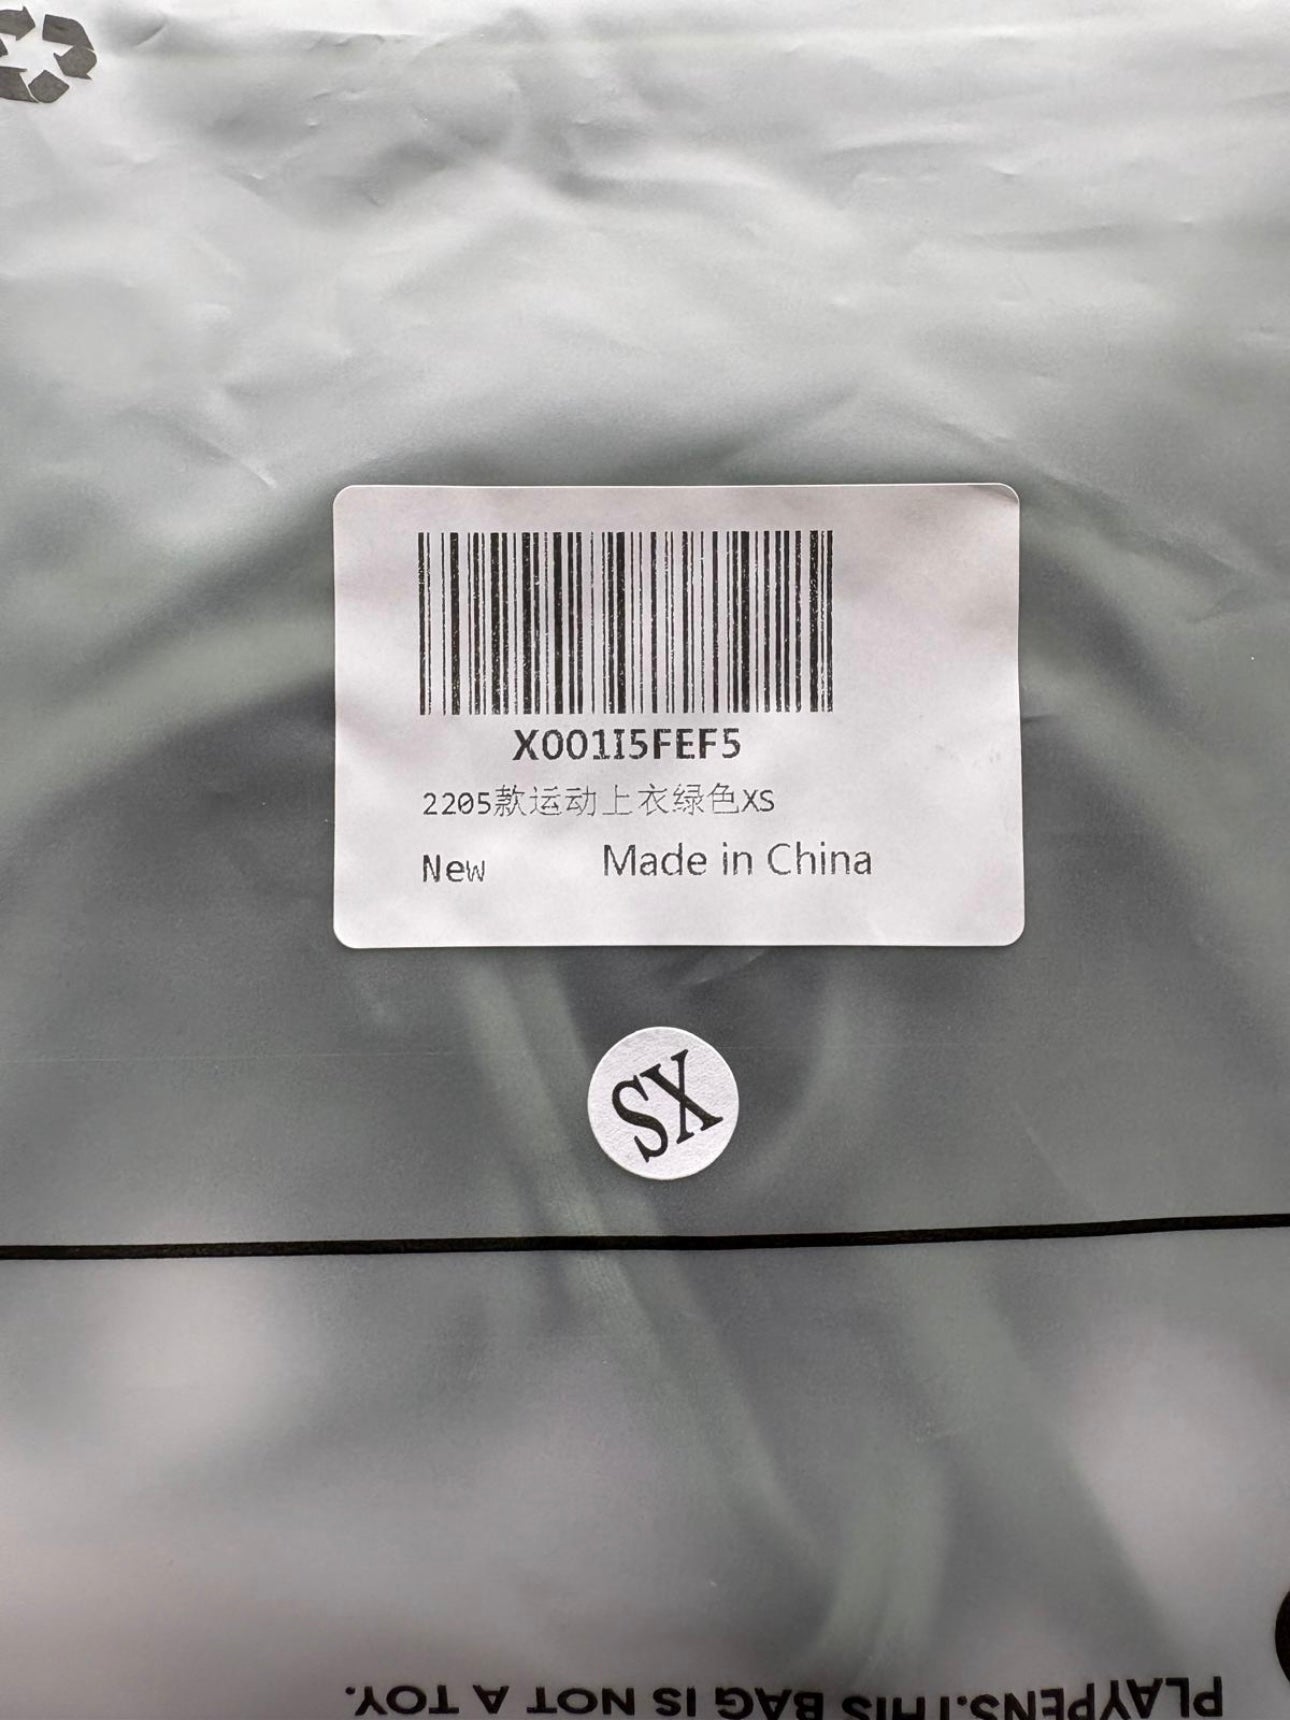 X001I5FEF5
2205款运动上衣绿色XS
New Made in China
XS
PLAYPENS.THIS BAG IS NOT A TOY.